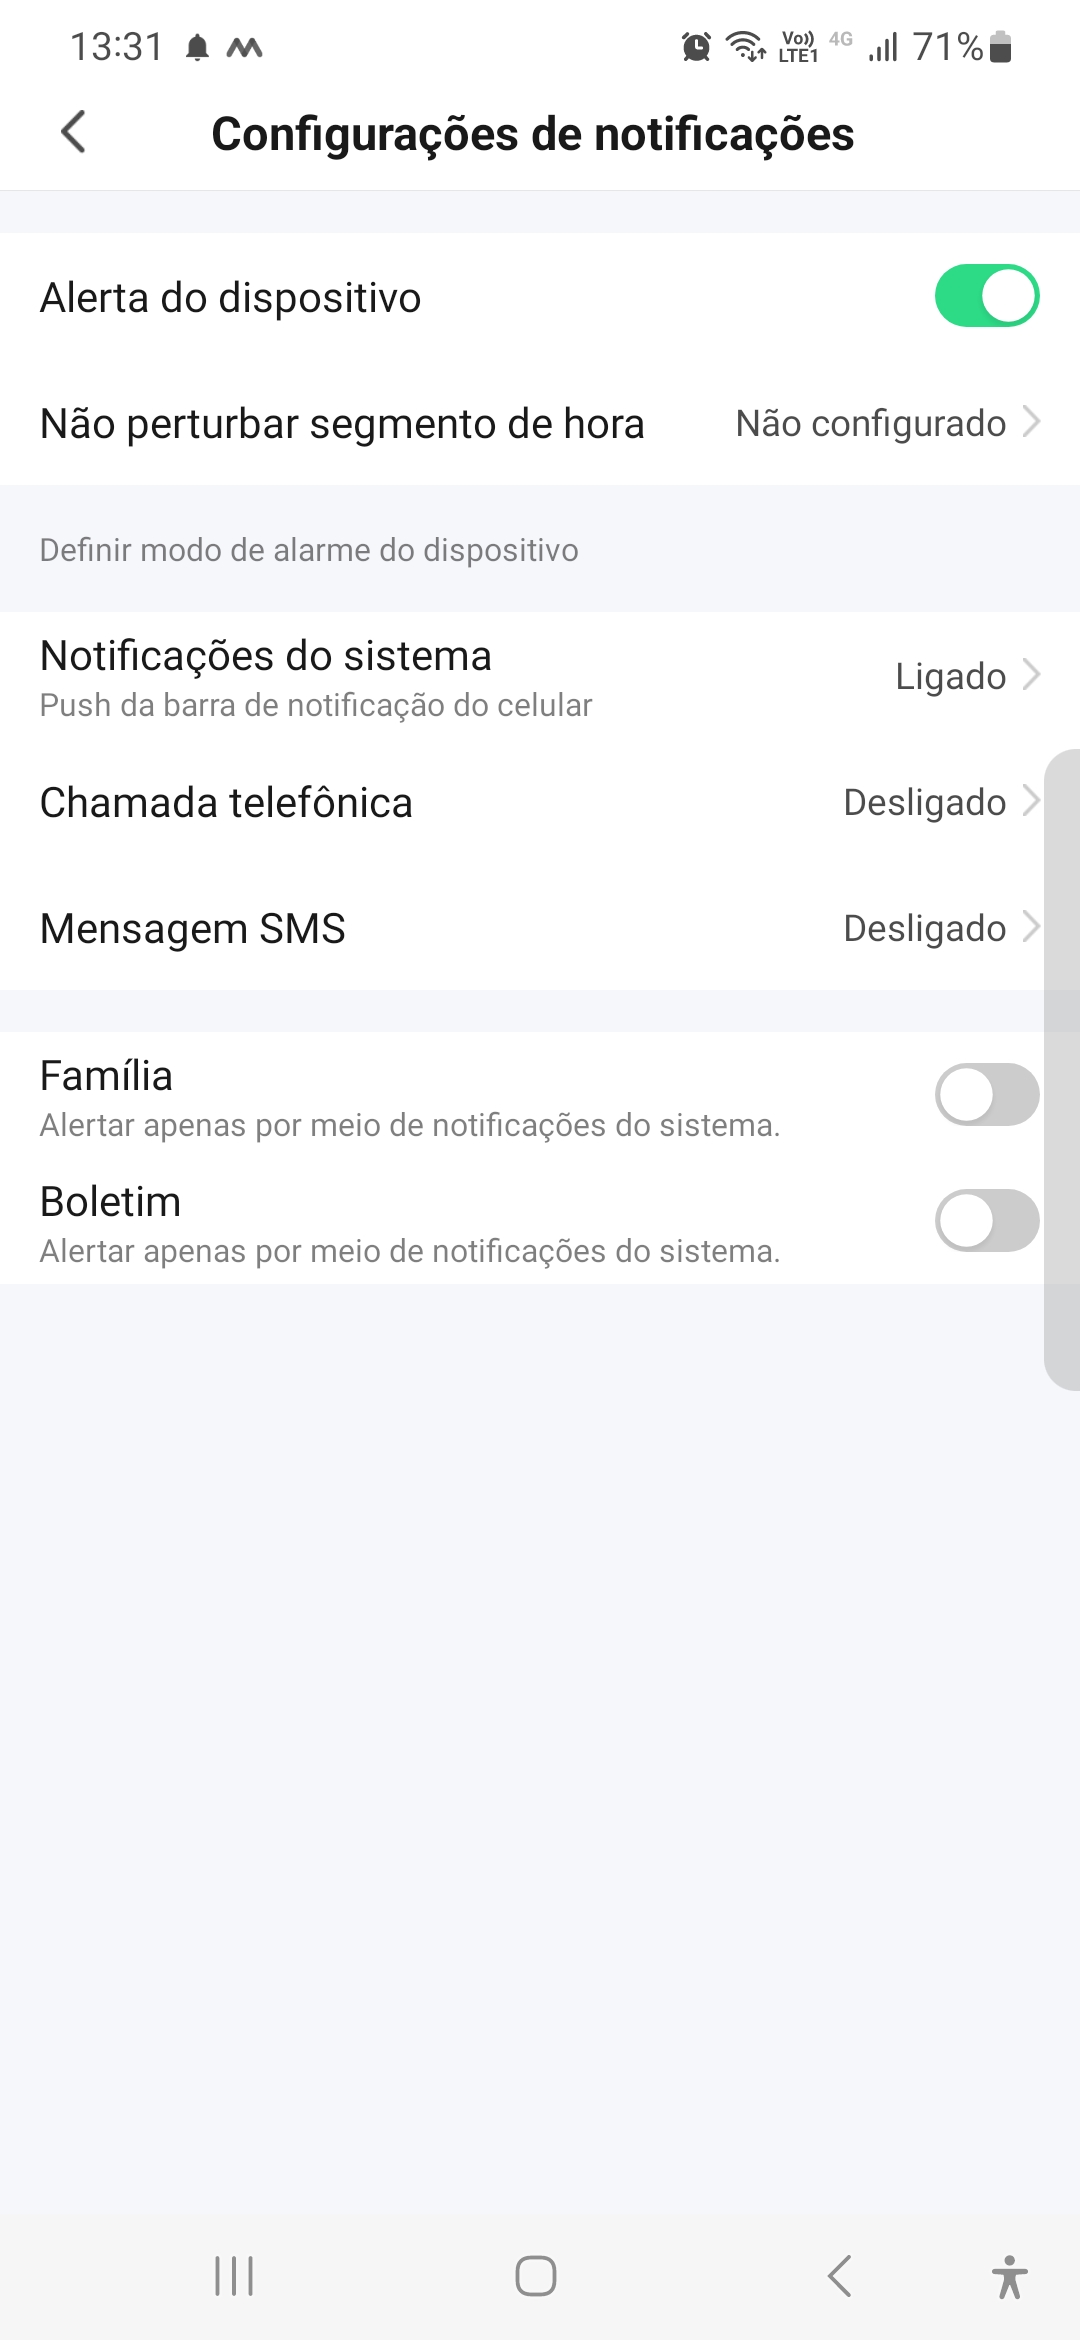 13:31 Vo)) LTE1 4G 71%
Configurações de notificações
Alerta do dispositivo
Não perturbar segmento de hora Não configurado
Definir modo de alarme do dispositivo
Notificações do sistema Ligado
Push da barra de notificação do celular
Chamada telefônica Desligado
Mensagem SMS Desligado
Família
Alertar apenas por meio de notificações do sistema.
Boletim
Alertar apenas por meio de notificações do sistema.